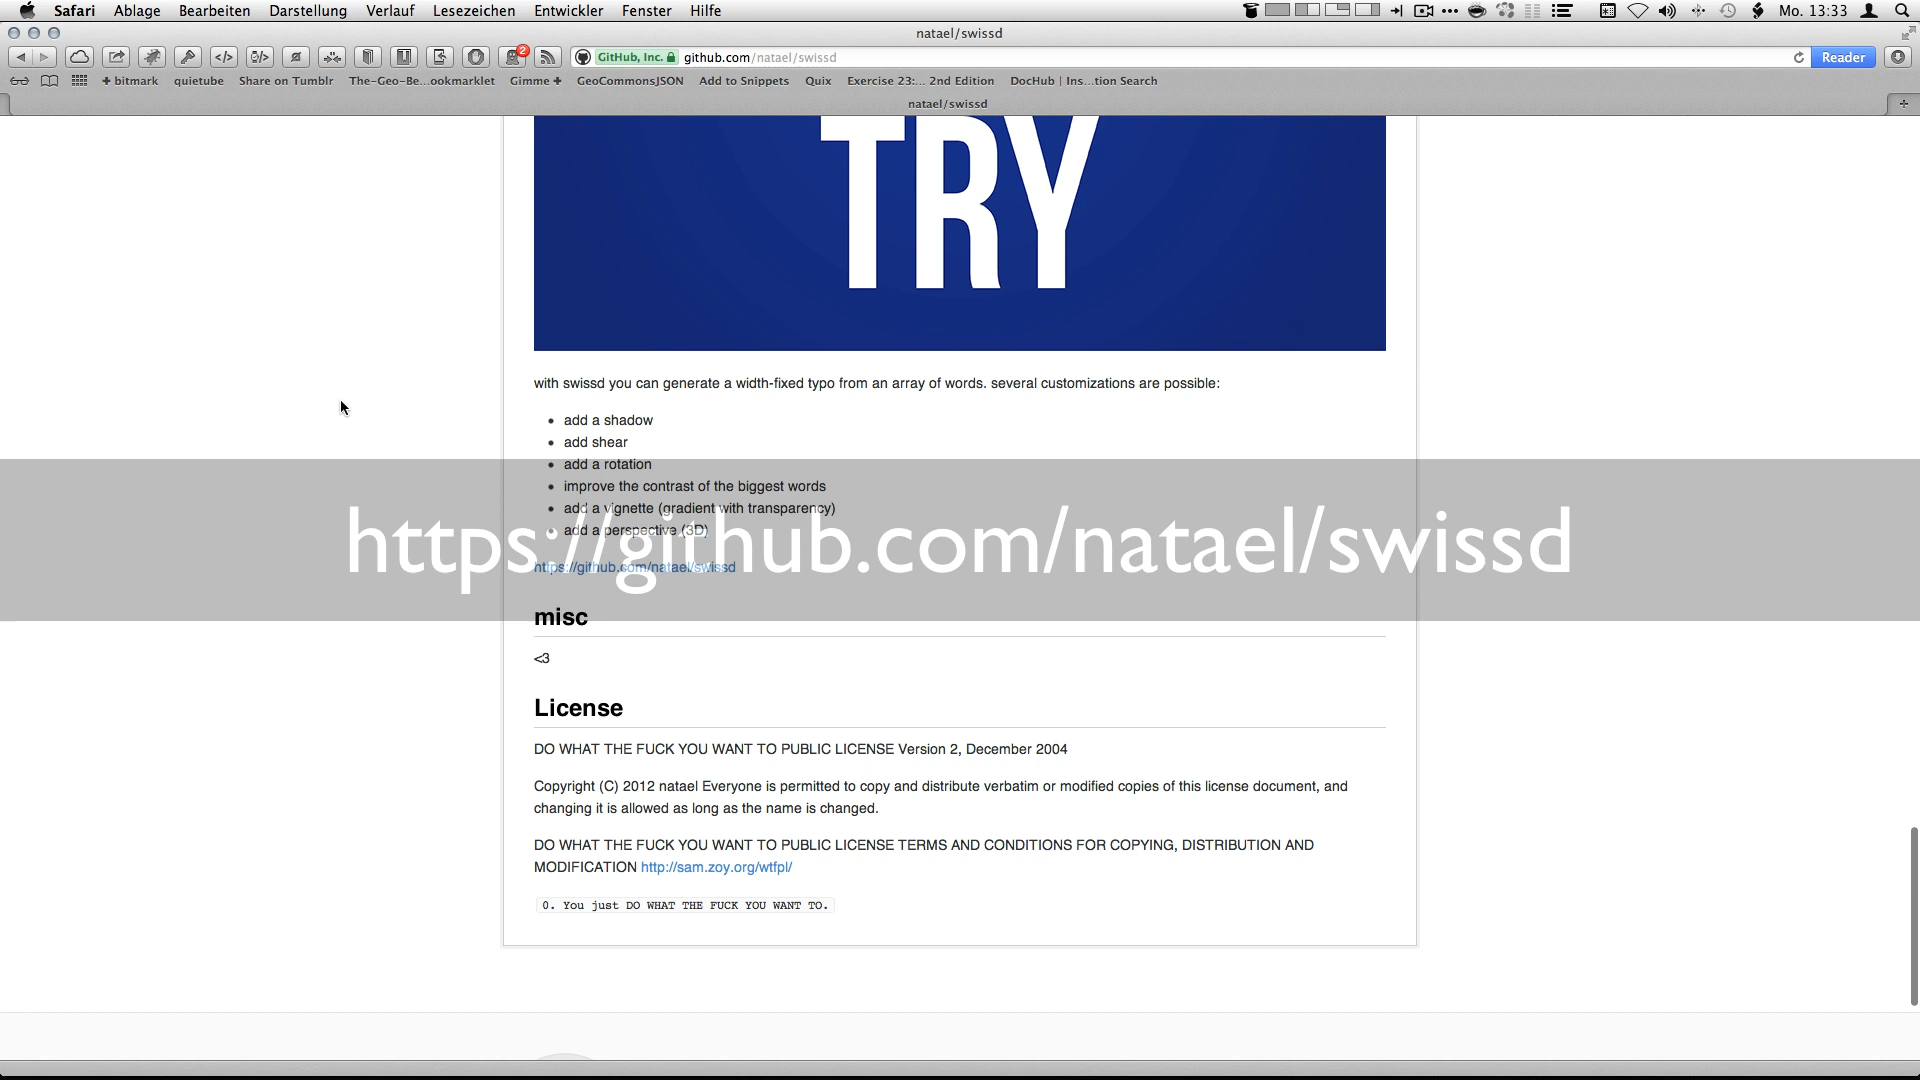 Safari Ablage Bearbeiten Darstellung Verlauf Lesezeichen Entwickler Fenster Hilfe Mo. 13:33
natael/swissd
2 GitHub, Inc. github.com/natael/swissd Reader
+ bitmark quietube Share on Tumblr The-Geo-Be...ookmarklet Gimme + GeoCommonsJSON Add to Snippets Quix Exercise 23:... 2nd Edition DocHub | Ins...tion Search
natael/swissd
TRY
with swissd you can generate a width-fixed typo from an array of words. several customizations are possible:
• add a shadow
• add shear
• add a rotation
• improve the contrast of the biggest words
• add a vignette (gradient with transparency)
• add a perspective (3D)
https://github.com/natael/swissd
https://github.com/natael/swissd
misc
<3
License
DO WHAT THE FUCK YOU WANT TO PUBLIC LICENSE Version 2, December 2004
Copyright (C) 2012 natael Everyone is permitted to copy and distribute verbatim or modified copies of this license document, and
changing it is allowed as long as the name is changed.
DO WHAT THE FUCK YOU WANT TO PUBLIC LICENSE TERMS AND CONDITIONS FOR COPYING, DISTRIBUTION AND
MODIFICATION http://sam.zoy.org/wtfpl/
0. You just DO WHAT THE FUCK YOU WANT TO.